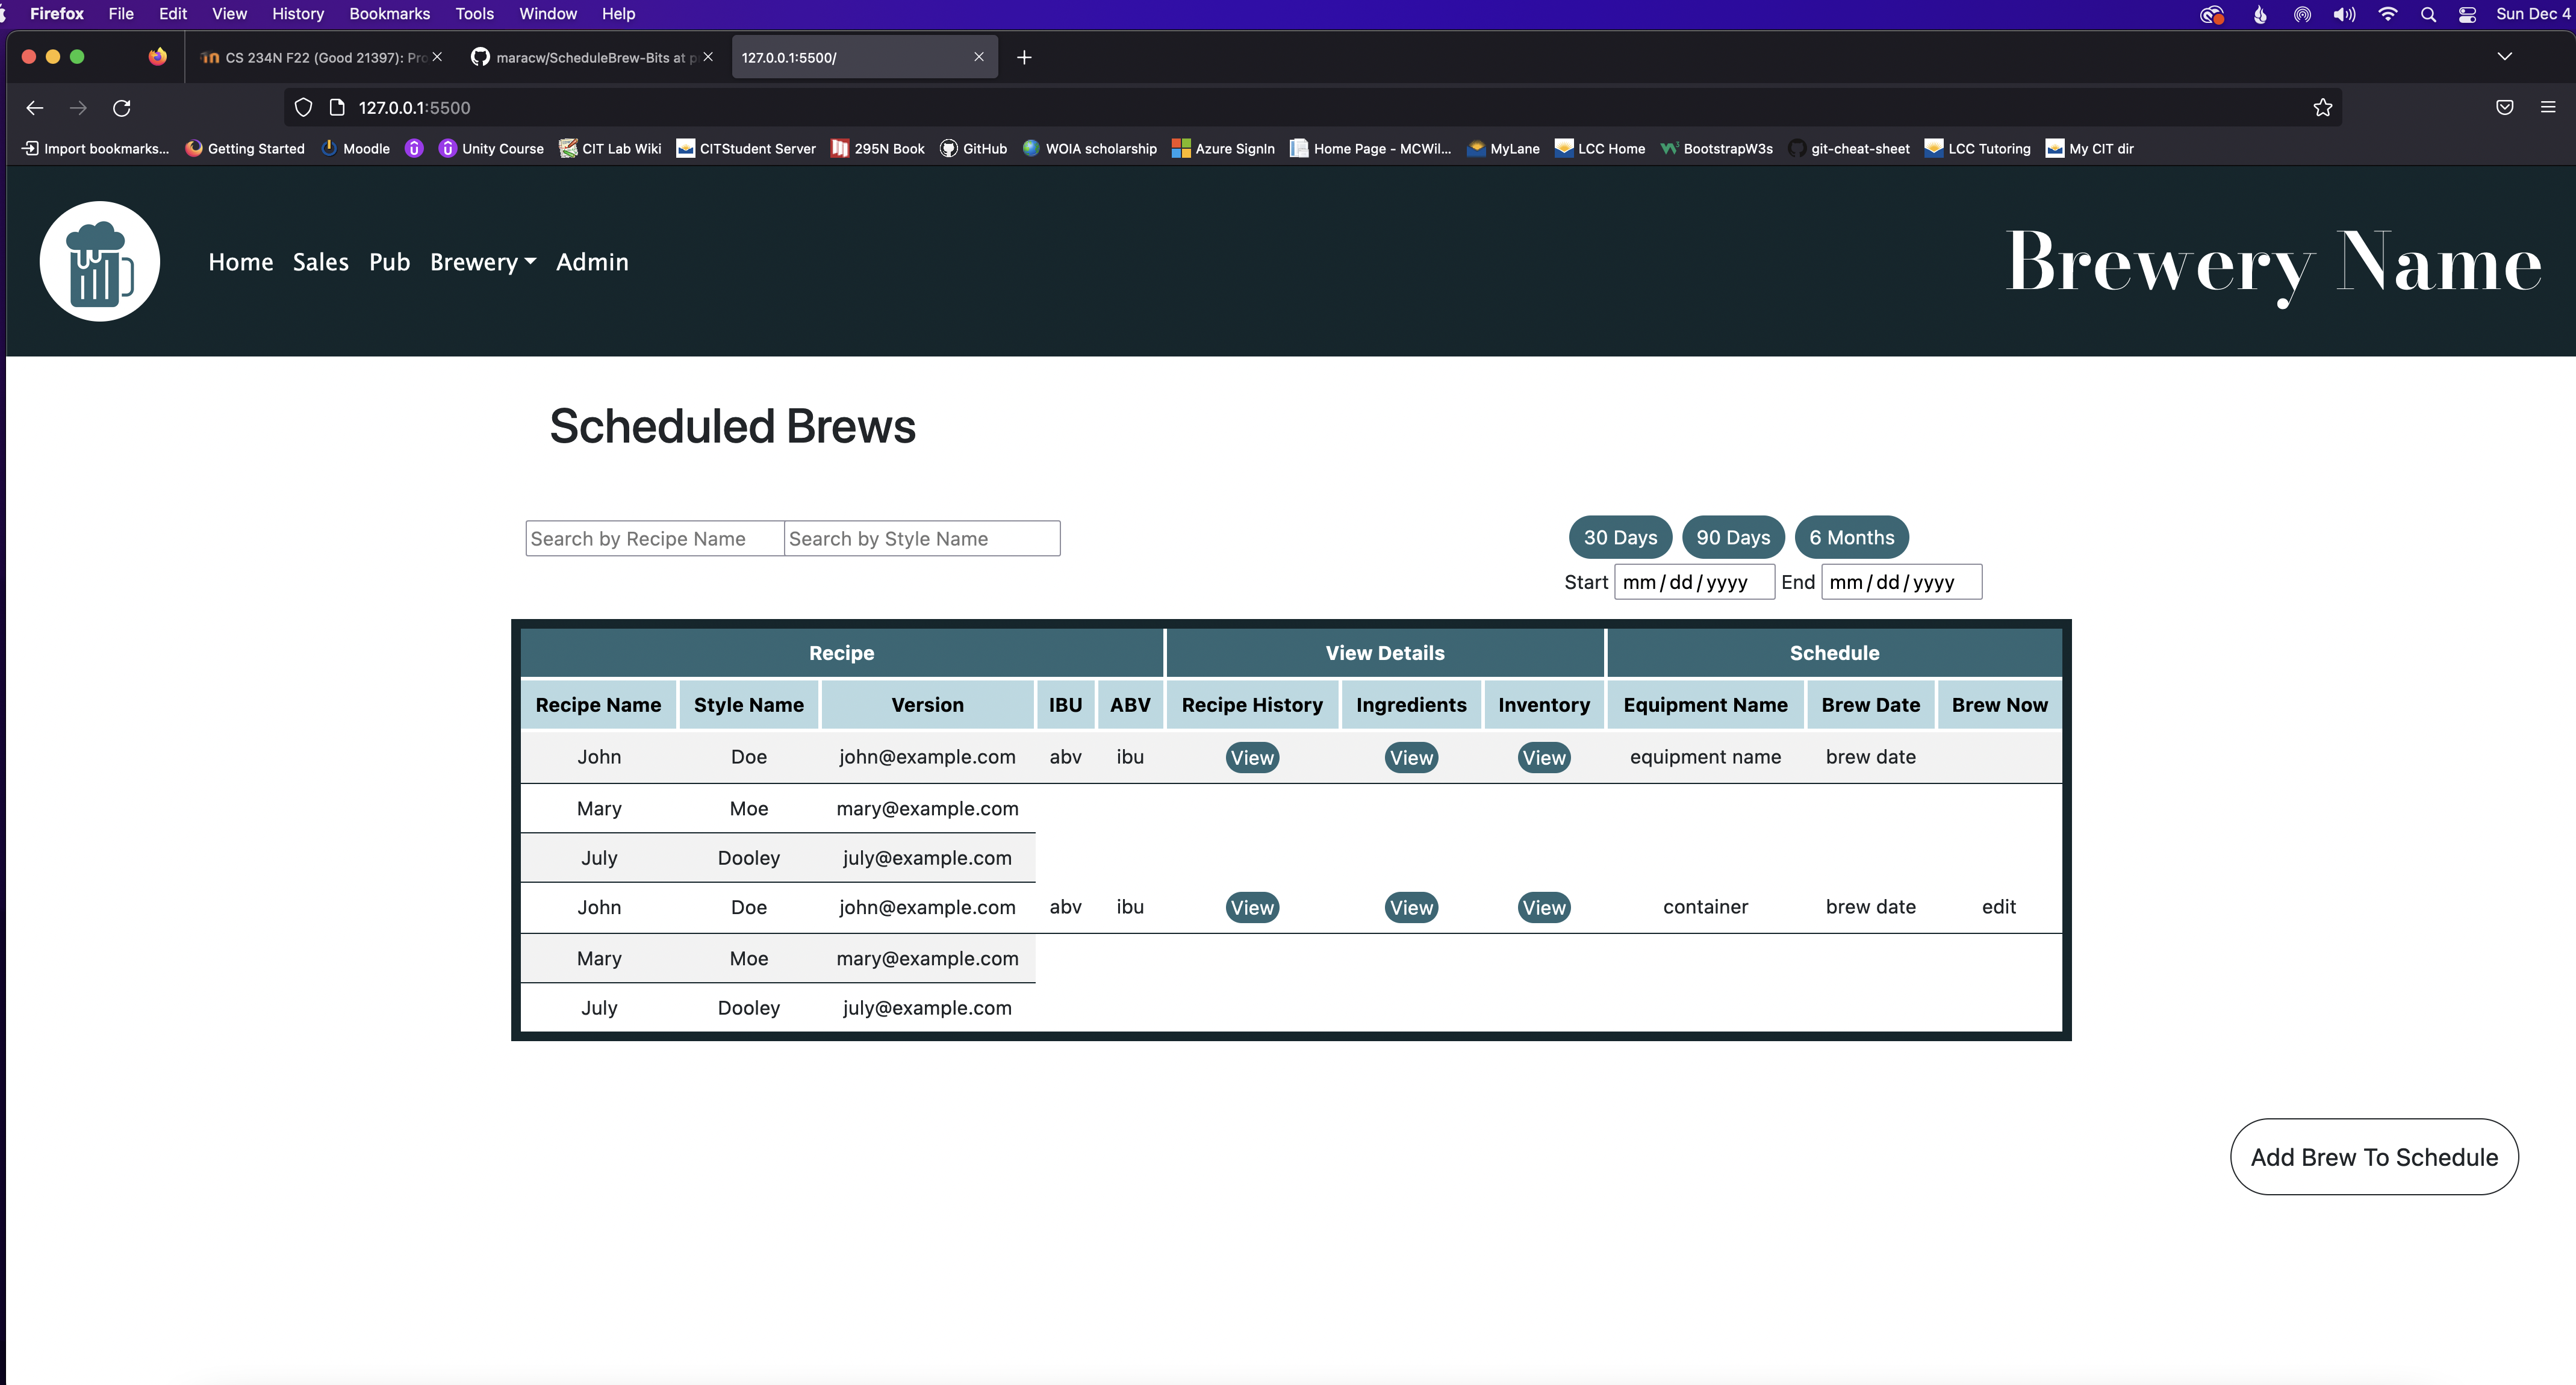 Firefox File Edit View History Bookmarks Tools Window Help Sun Dec 4
CS 234N F22 (Good 21397): Pro
maracw/ScheduleBrew-Bits at p
127.0.0.1:5500/
127.0.0.1:5500
Import bookmarks... Getting Started Moodle Unity Course CIT Lab Wiki CITStudent Server 295N Book GitHub WOIA scholarship Azure SignIn Home Page - MCWil... MyLane LCC Home BootstrapW3s git-cheat-sheet LCC Tutoring My CIT dir
Home Sales Pub Brewery Admin
Brewery Name
Scheduled Brews
Search by Recipe Name Search by Style Name
30 Days 90 Days 6 Months
Start mm/dd/yyyy End mm/dd/yyyy
Recipe View Details Schedule
Recipe Name Style Name Version IBU ABV Recipe History Ingredients Inventory Equipment Name Brew Date Brew Now
John Doe john@example.com abv ibu View View View equipment name brew date
Mary Moe mary@example.com
July Dooley july@example.com
John Doe john@example.com abv ibu View View View container brew date edit
Mary Moe mary@example.com
July Dooley july@example.com
Add Brew To Schedule